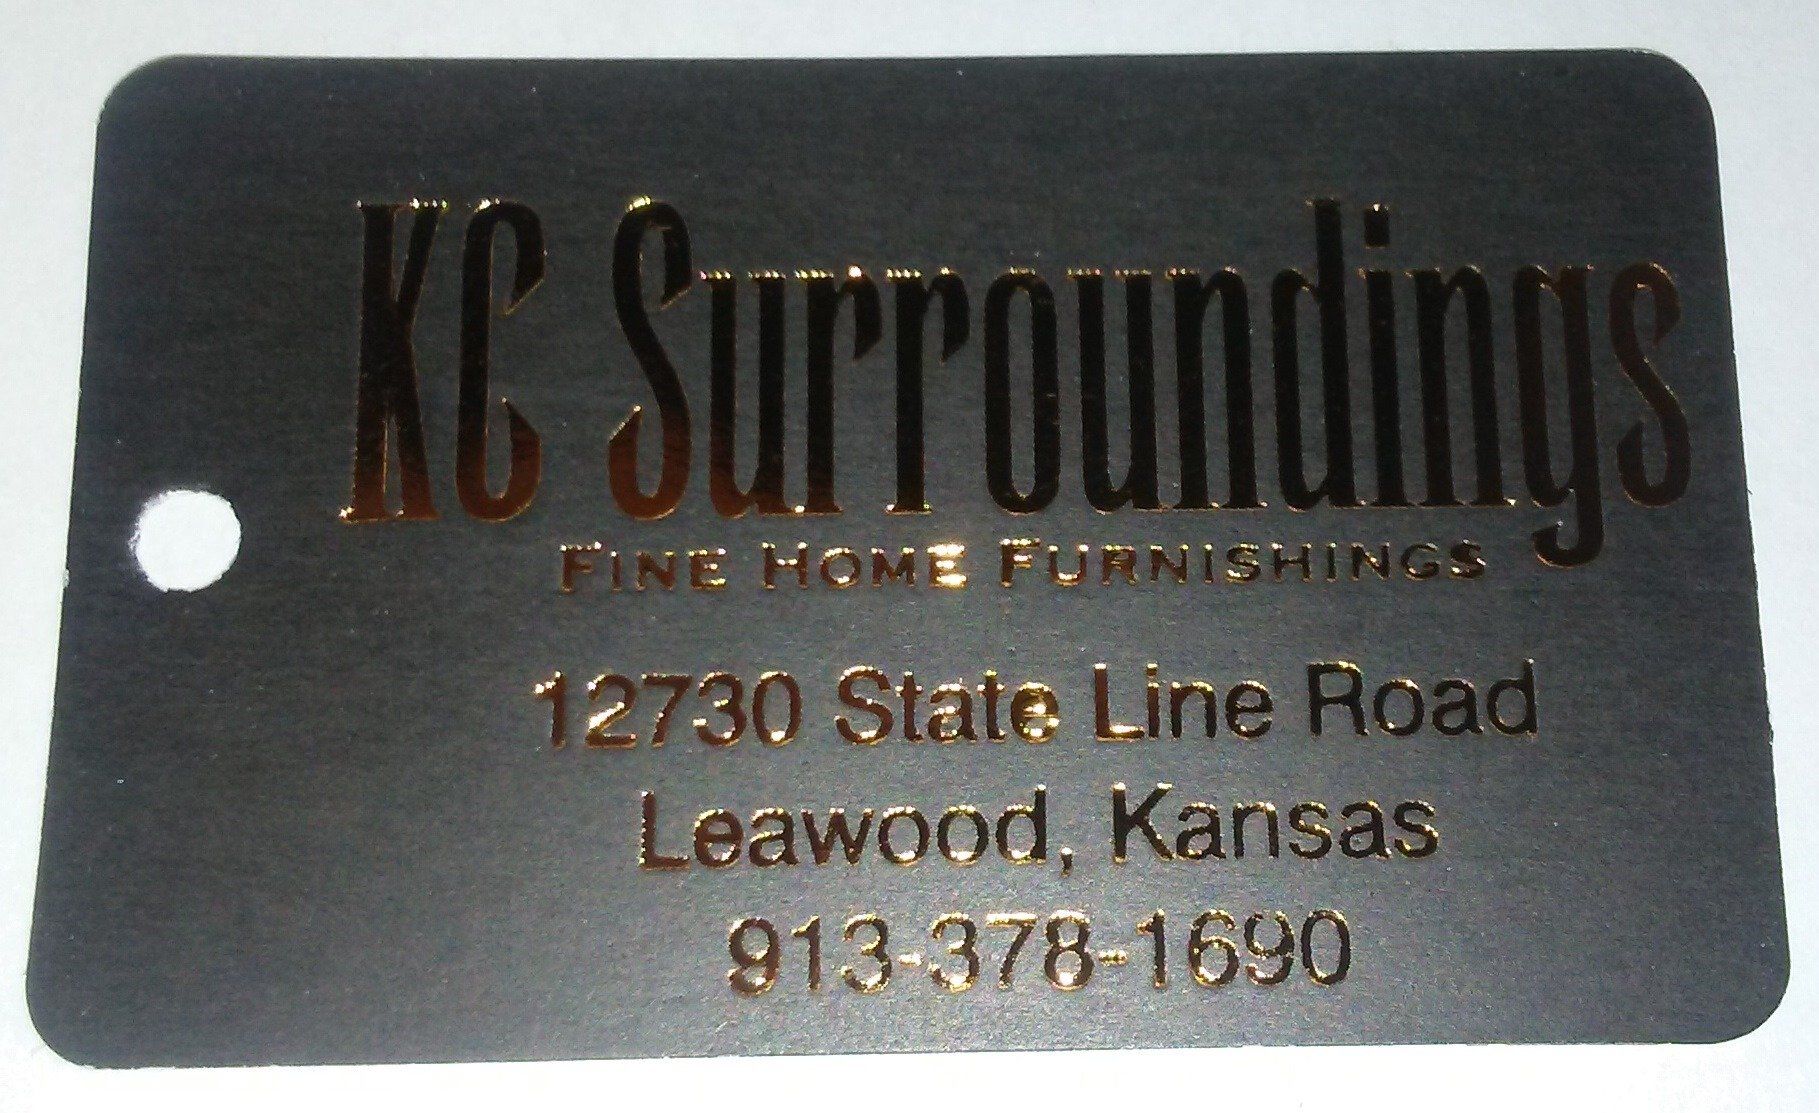 KC Surroundings
FINE HOME FURNISHINGS
12730 State Line Road
Leawood, Kansas
913-378-1690